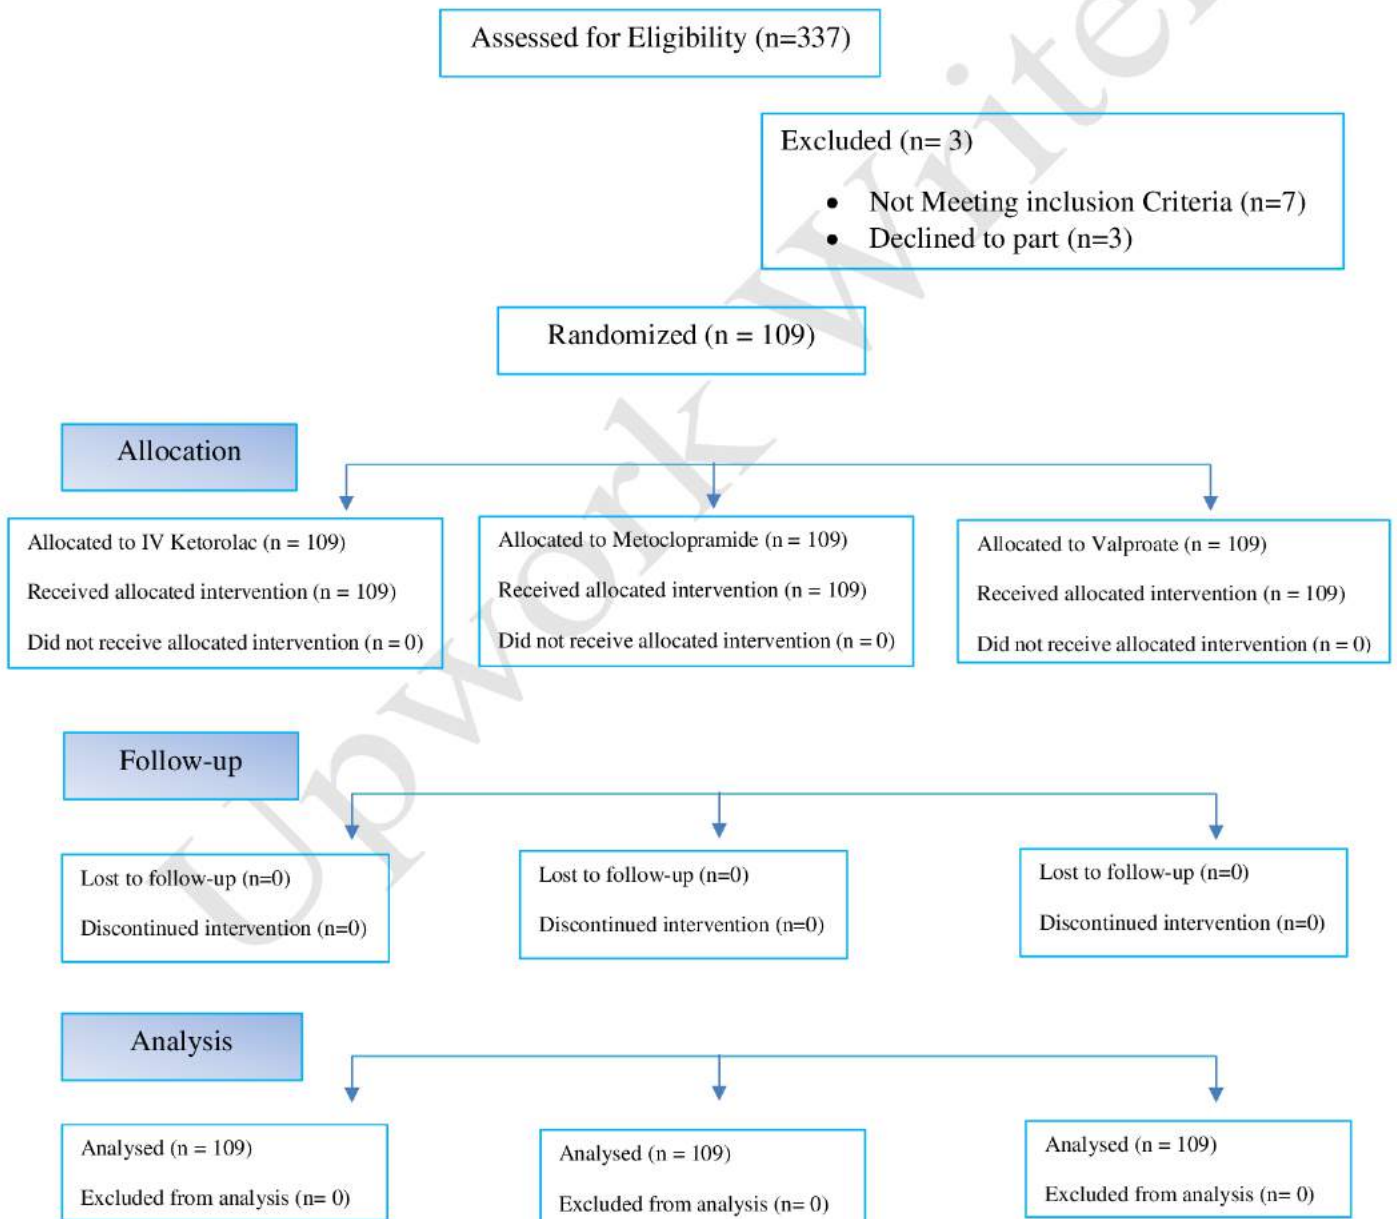 Assessed for Eligibility (n=337)
Excluded (n= 3)
• Not Meeting inclusion Criteria (n=7)
• Declined to part (n=3)
Randomized (n = 109)
Allocation
Allocated to IV Ketorolac (n = 109)
Received allocated intervention (n = 109)
Did not receive allocated intervention (n = 0)
Allocated to Metoclopramide (n = 109)
Received allocated intervention (n = 109)
Did not receive allocated intervention (n = 0)
Allocated to Valproate (n = 109)
Received allocated intervention (n = 109)
Did not receive allocated intervention (n = 0)
Follow-up
Lost to follow-up (n=0)
Discontinued intervention (n=0)
Lost to follow-up (n=0)
Discontinued intervention (n=0)
Lost to follow-up (n=0)
Discontinued intervention (n=0)
Analysis
Analysed (n = 109)
Excluded from analysis (n= 0)
Analysed (n = 109)
Excluded from analysis (n= 0)
Analysed (n = 109)
Excluded from analysis (n= 0)
Upwork